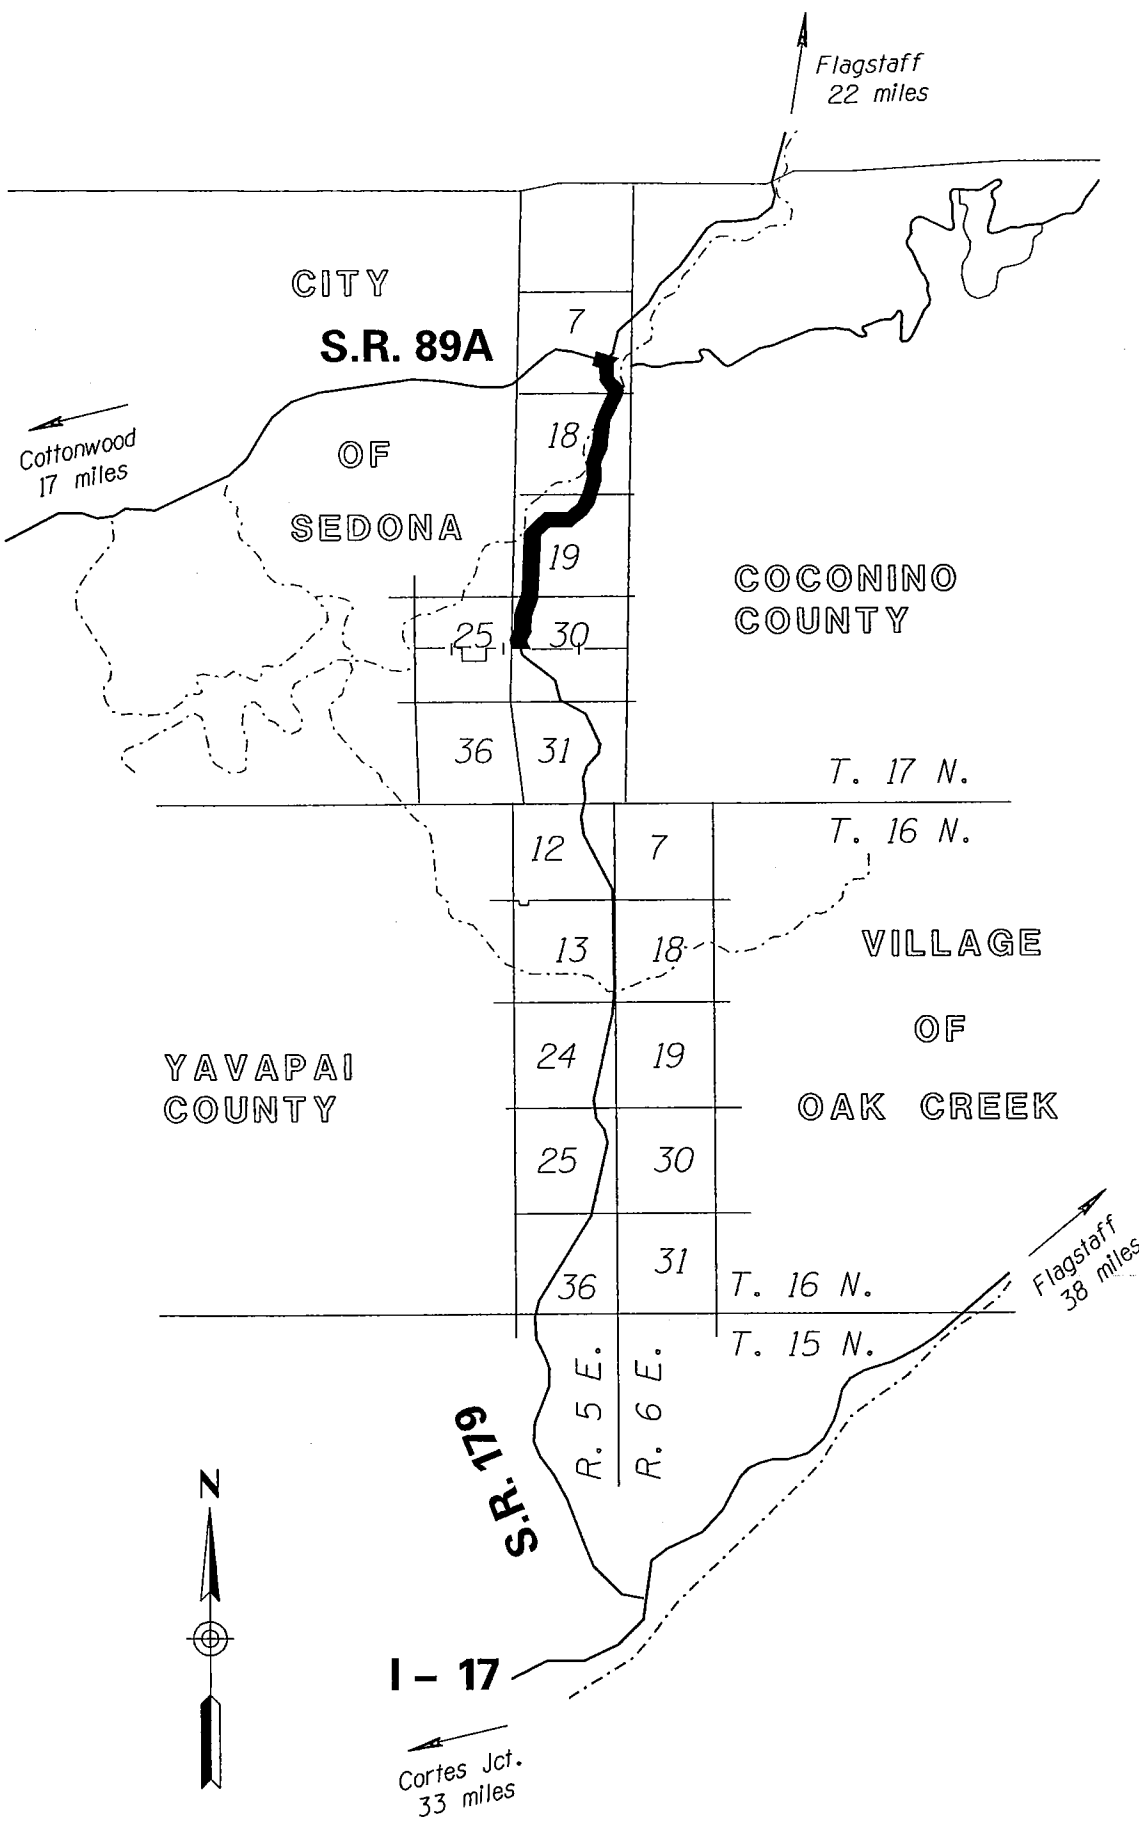 Flagstaff
22 miles
CITY
7
S.R. 89A
Cottonwood
17 miles
18
OF
SEDONA
19
COCONINO
COUNTY
25
30
36
31
T. 17 N.
T. 16 N.
12
7
13
18
VILLAGE
OF
OAK CREEK
24
19
YAVAPAI
COUNTY
25
30
36
31
T. 16 N.
T. 15 N.
Flagstaff
38 miles
R. 5 E.
R. 6 E.
S.R. 179
N
I - 17
Cortes Jct.
33 miles